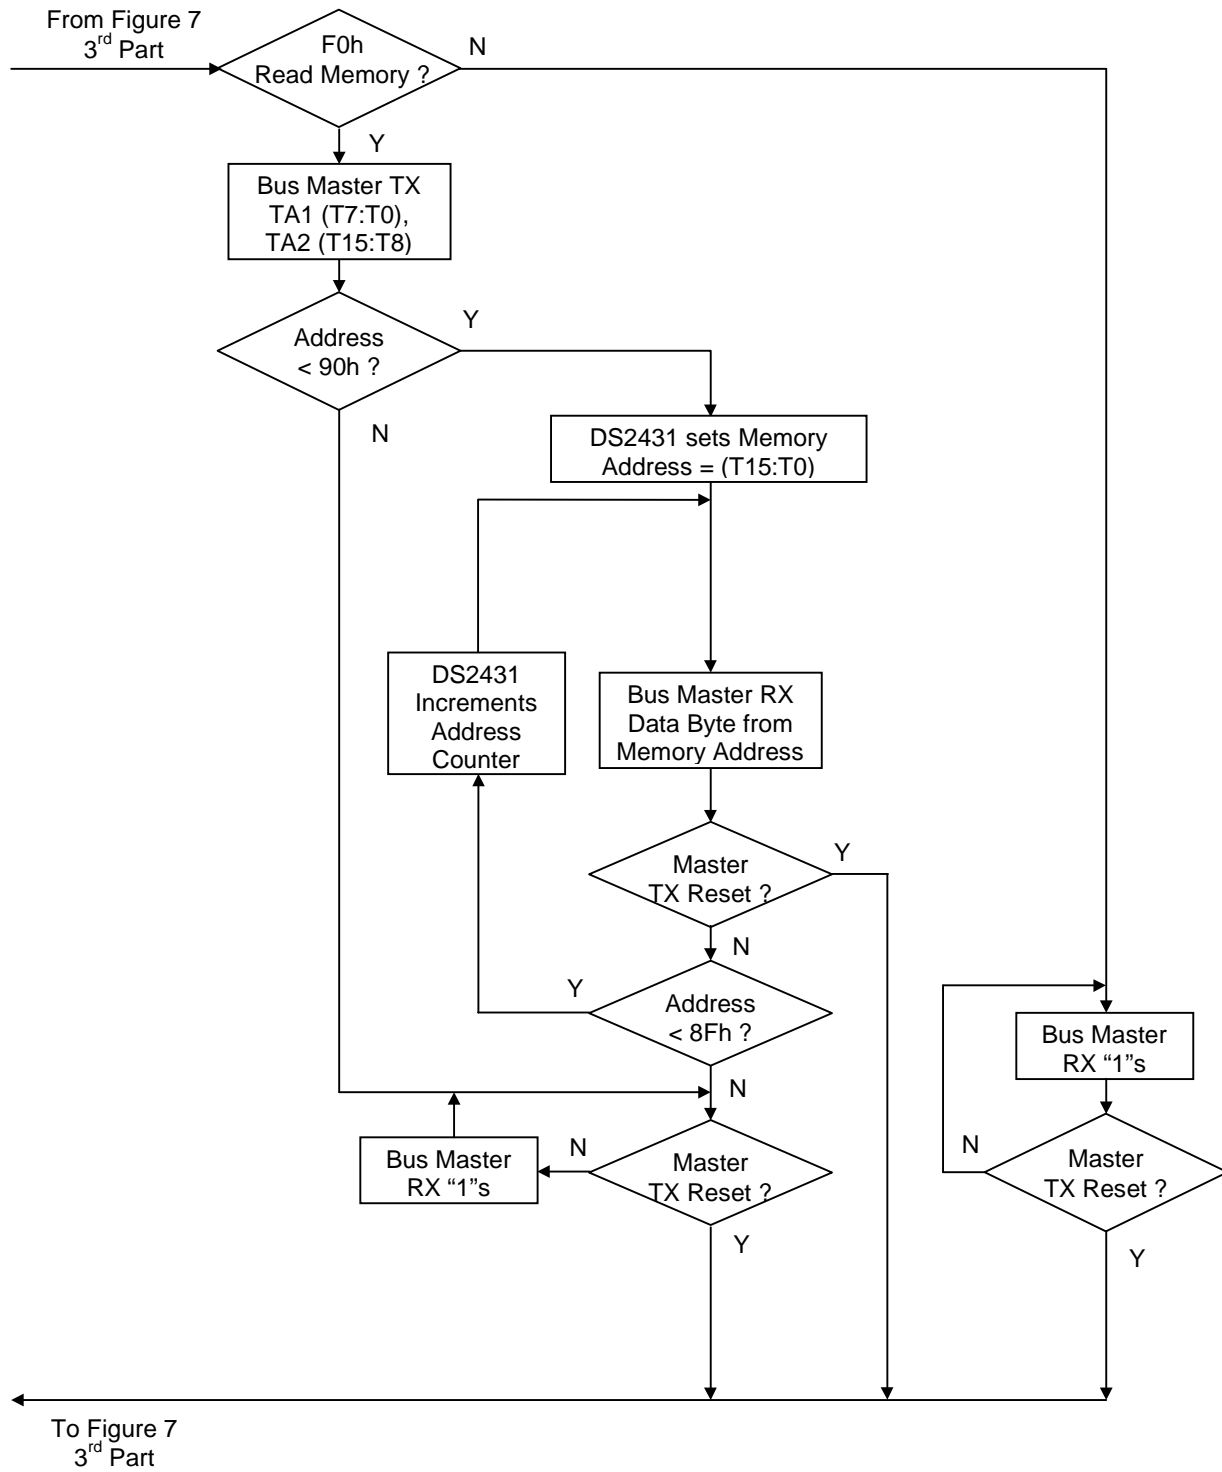 From Figure 7
3rd Part
F0h
Read Memory ?
N
Y
Bus Master TX
TA1 (T7:T0),
TA2 (T15:T8)
Address
< 90h ?
Y
N
DS2431 sets Memory
Address = (T15:T0)
DS2431
Increments
Address
Counter
Bus Master RX
Data Byte from
Memory Address
Master
TX Reset ?
Y
N
Address
< 8Fh ?
Y
N
Bus Master
RX “1”s
N
Master
TX Reset ?
Y
Bus Master
RX “1”s
N
Master
TX Reset ?
Y
To Figure 7
3rd Part